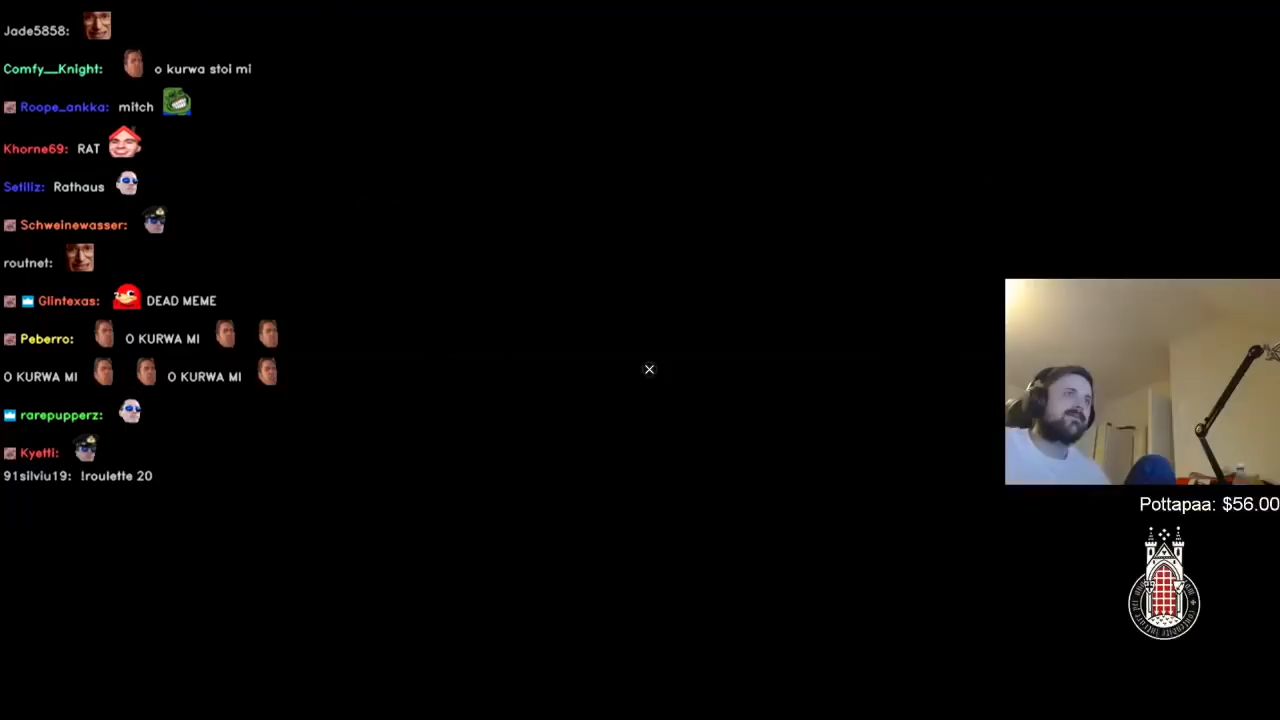 Jade5858:
Comfy__Knight: o kurwa stoi mi
Roope_ankka: mitch
Khorne69: RAT
Setiliz: Rathaus
Schweinewasser:
routnet:
Glintexas: DEAD MEME
Peberro: O KURWA MI
O KURWA MI O KURWA MI
rarepupperz:
Kyetti:
91silviu19: !roulette 20
Pottapaa: $56.00